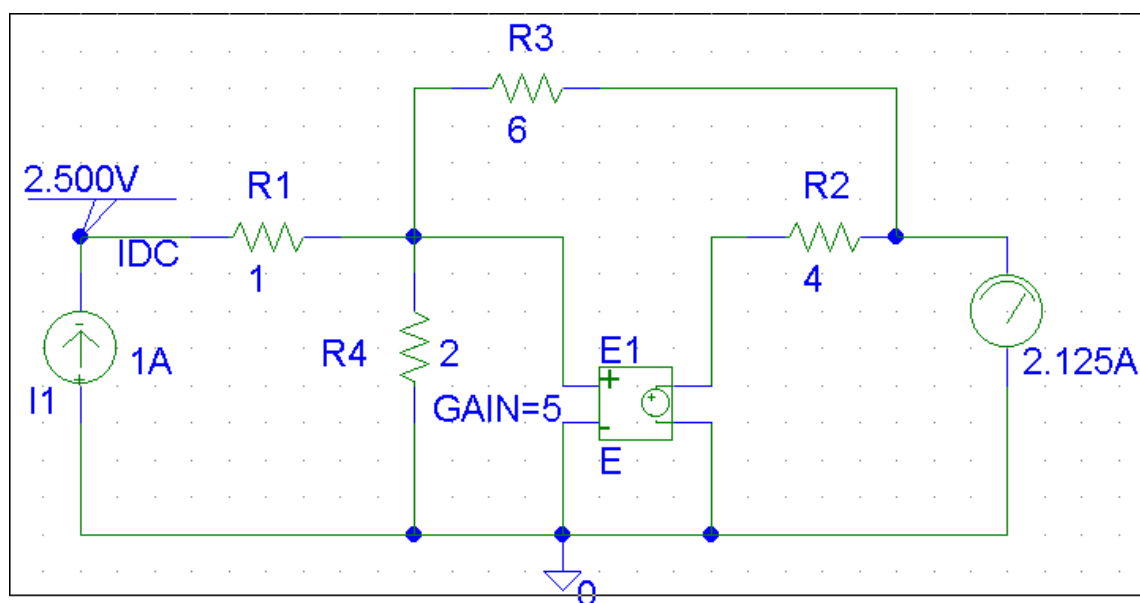 R3
6
2.500V
R1
R2
IDC
1
4
R4
2
E1
1A
2.125A
I1
GAIN=5
+
-
E
0